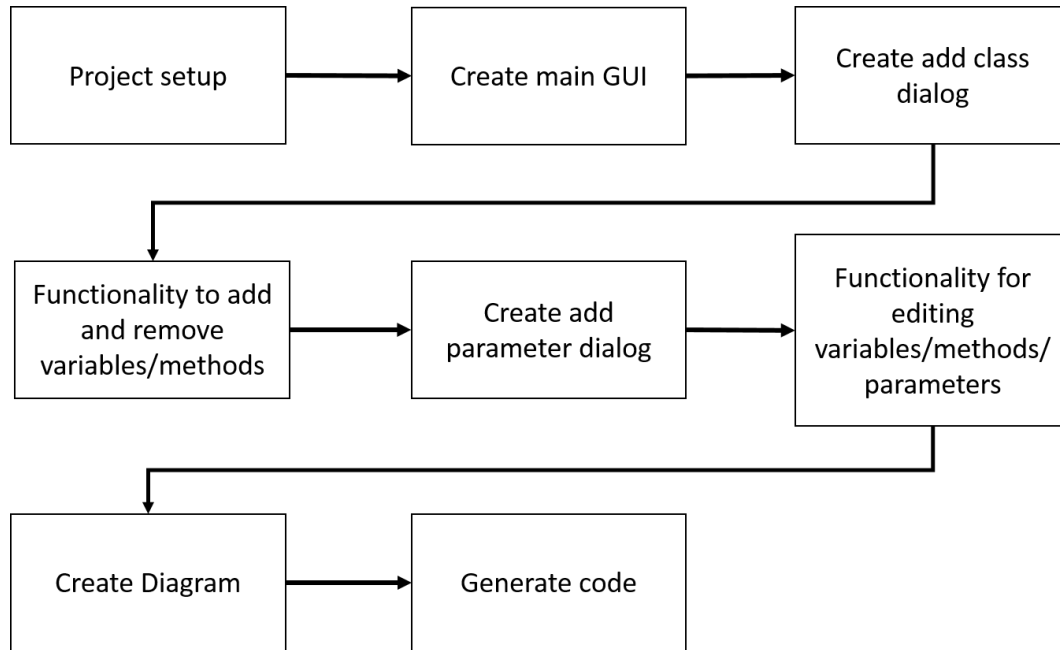 Project setup
Create main GUI
Create add class
dialog
Functionality to add
and remove
variables/methods
Create add
parameter dialog
Functionality for
editing
variables/methods/
parameters
Create Diagram
Generate code